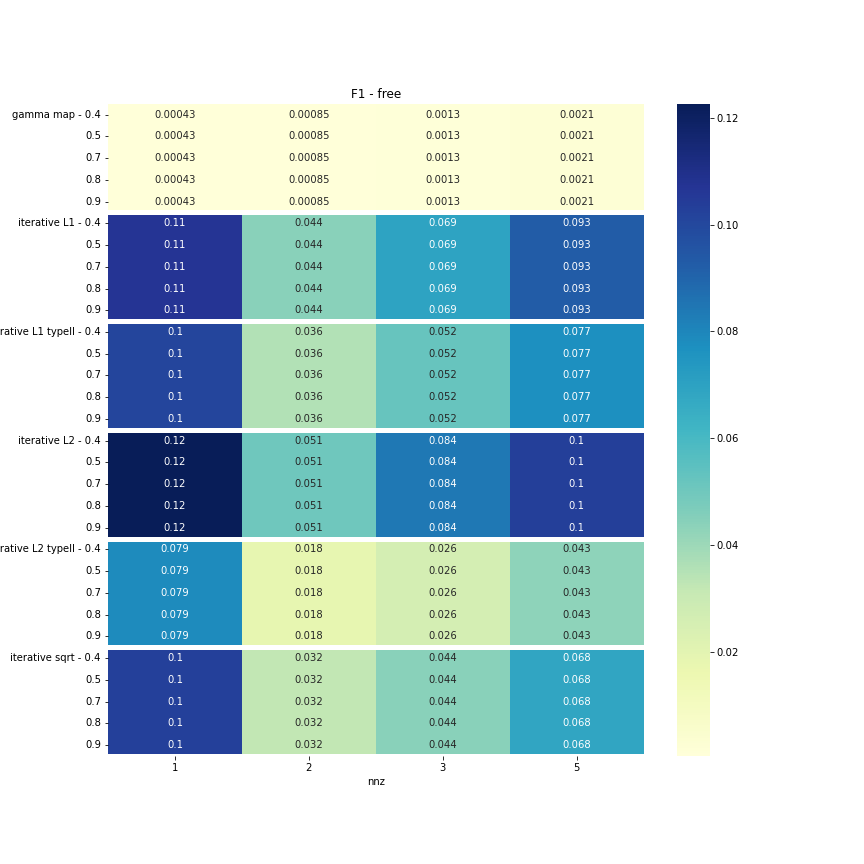 F1 - free
gamma map - 0.4 0.00043 0.00085 0.0013 0.0021
0.5 0.00043 0.00085 0.0013 0.0021
0.7 0.00043 0.00085 0.0013 0.0021
0.8 0.00043 0.00085 0.0013 0.0021
0.9 0.00043 0.00085 0.0013 0.0021
iterative L1 - 0.4 0.11 0.044 0.069 0.093
0.5 0.11 0.044 0.069 0.093
0.7 0.11 0.044 0.069 0.093
0.8 0.11 0.044 0.069 0.093
0.9 0.11 0.044 0.069 0.093
rative L1 typeII - 0.4 0.1 0.036 0.052 0.077
0.5 0.1 0.036 0.052 0.077
0.7 0.1 0.036 0.052 0.077
0.8 0.1 0.036 0.052 0.077
0.9 0.1 0.036 0.052 0.077
iterative L2 - 0.4 0.12 0.051 0.084 0.1
0.5 0.12 0.051 0.084 0.1
0.7 0.12 0.051 0.084 0.1
0.8 0.12 0.051 0.084 0.1
0.9 0.12 0.051 0.084 0.1
rative L2 typeII - 0.4 0.079 0.018 0.026 0.043
0.5 0.079 0.018 0.026 0.043
0.7 0.079 0.018 0.026 0.043
0.8 0.079 0.018 0.026 0.043
0.9 0.079 0.018 0.026 0.043
iterative sqrt - 0.4 0.1 0.032 0.044 0.068
0.5 0.1 0.032 0.044 0.068
0.7 0.1 0.032 0.044 0.068
0.8 0.1 0.032 0.044 0.068
0.9 0.1 0.032 0.044 0.068
1 2 3 5
nnz
0.12
0.10
0.08
0.06
0.04
0.02